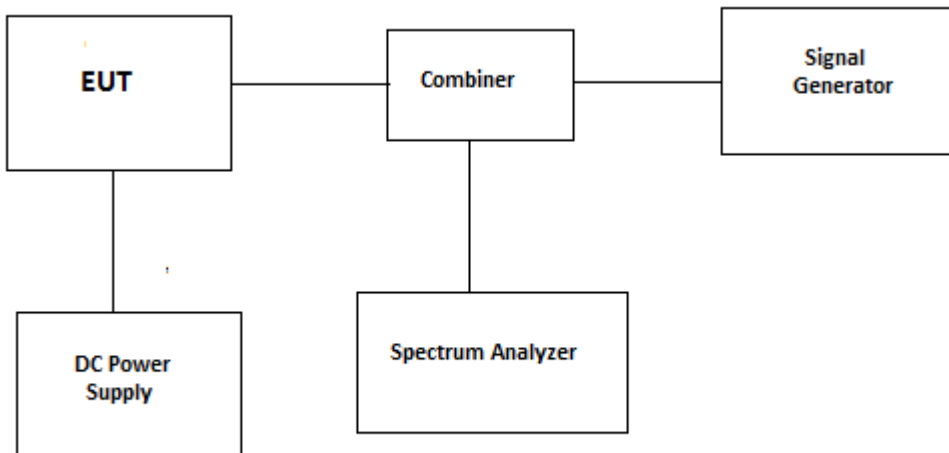 EUT
Combiner
Signal
Generator
DC Power
Supply
Spectrum Analyzer